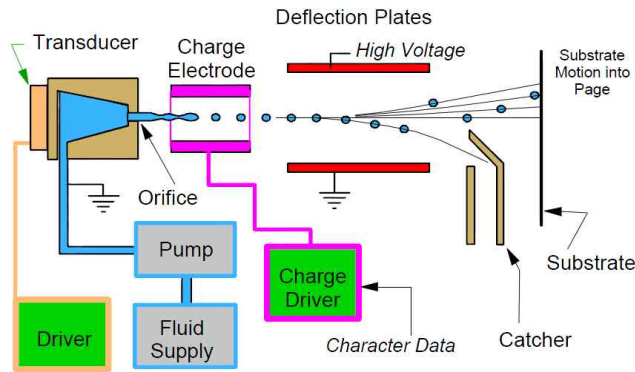 Deflection Plates
Transducer
Charge
Electrode
High Voltage
Substrate
Motion into
Page
Orifice
Pump
Charge
Driver
Substrate
Driver
Fluid
Supply
Character Data
Catcher